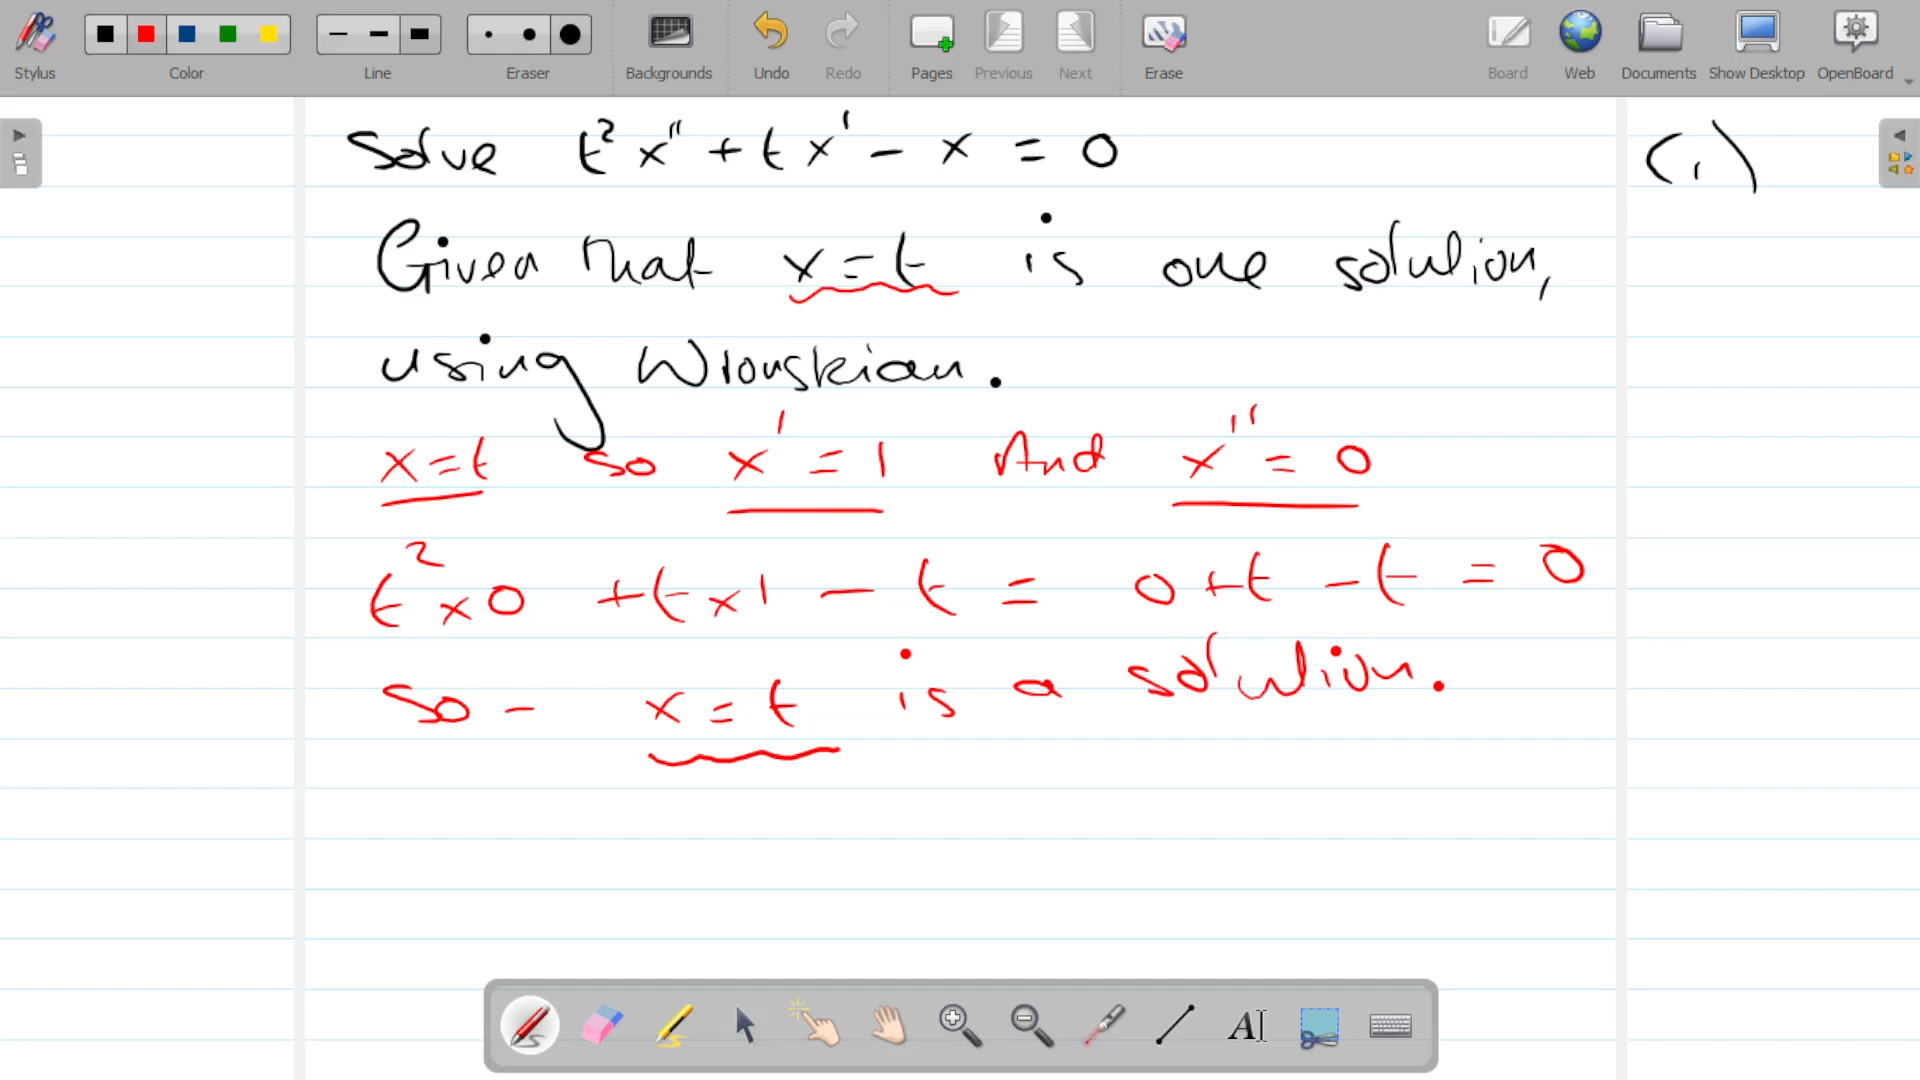 Stylus Color Line Eraser Backgrounds Undo Redo Pages Previous Next Erase Board Web Documents Show Desktop OpenBoard
Solve t² x'' + t x' - x = 0 (1)
Given that x = t is one solution,
using Wronskian.
x = t so x' = 1 And x'' = 0
t² × 0 + t × 1 - t = 0 + t - t = 0
so - x = t is a solution.